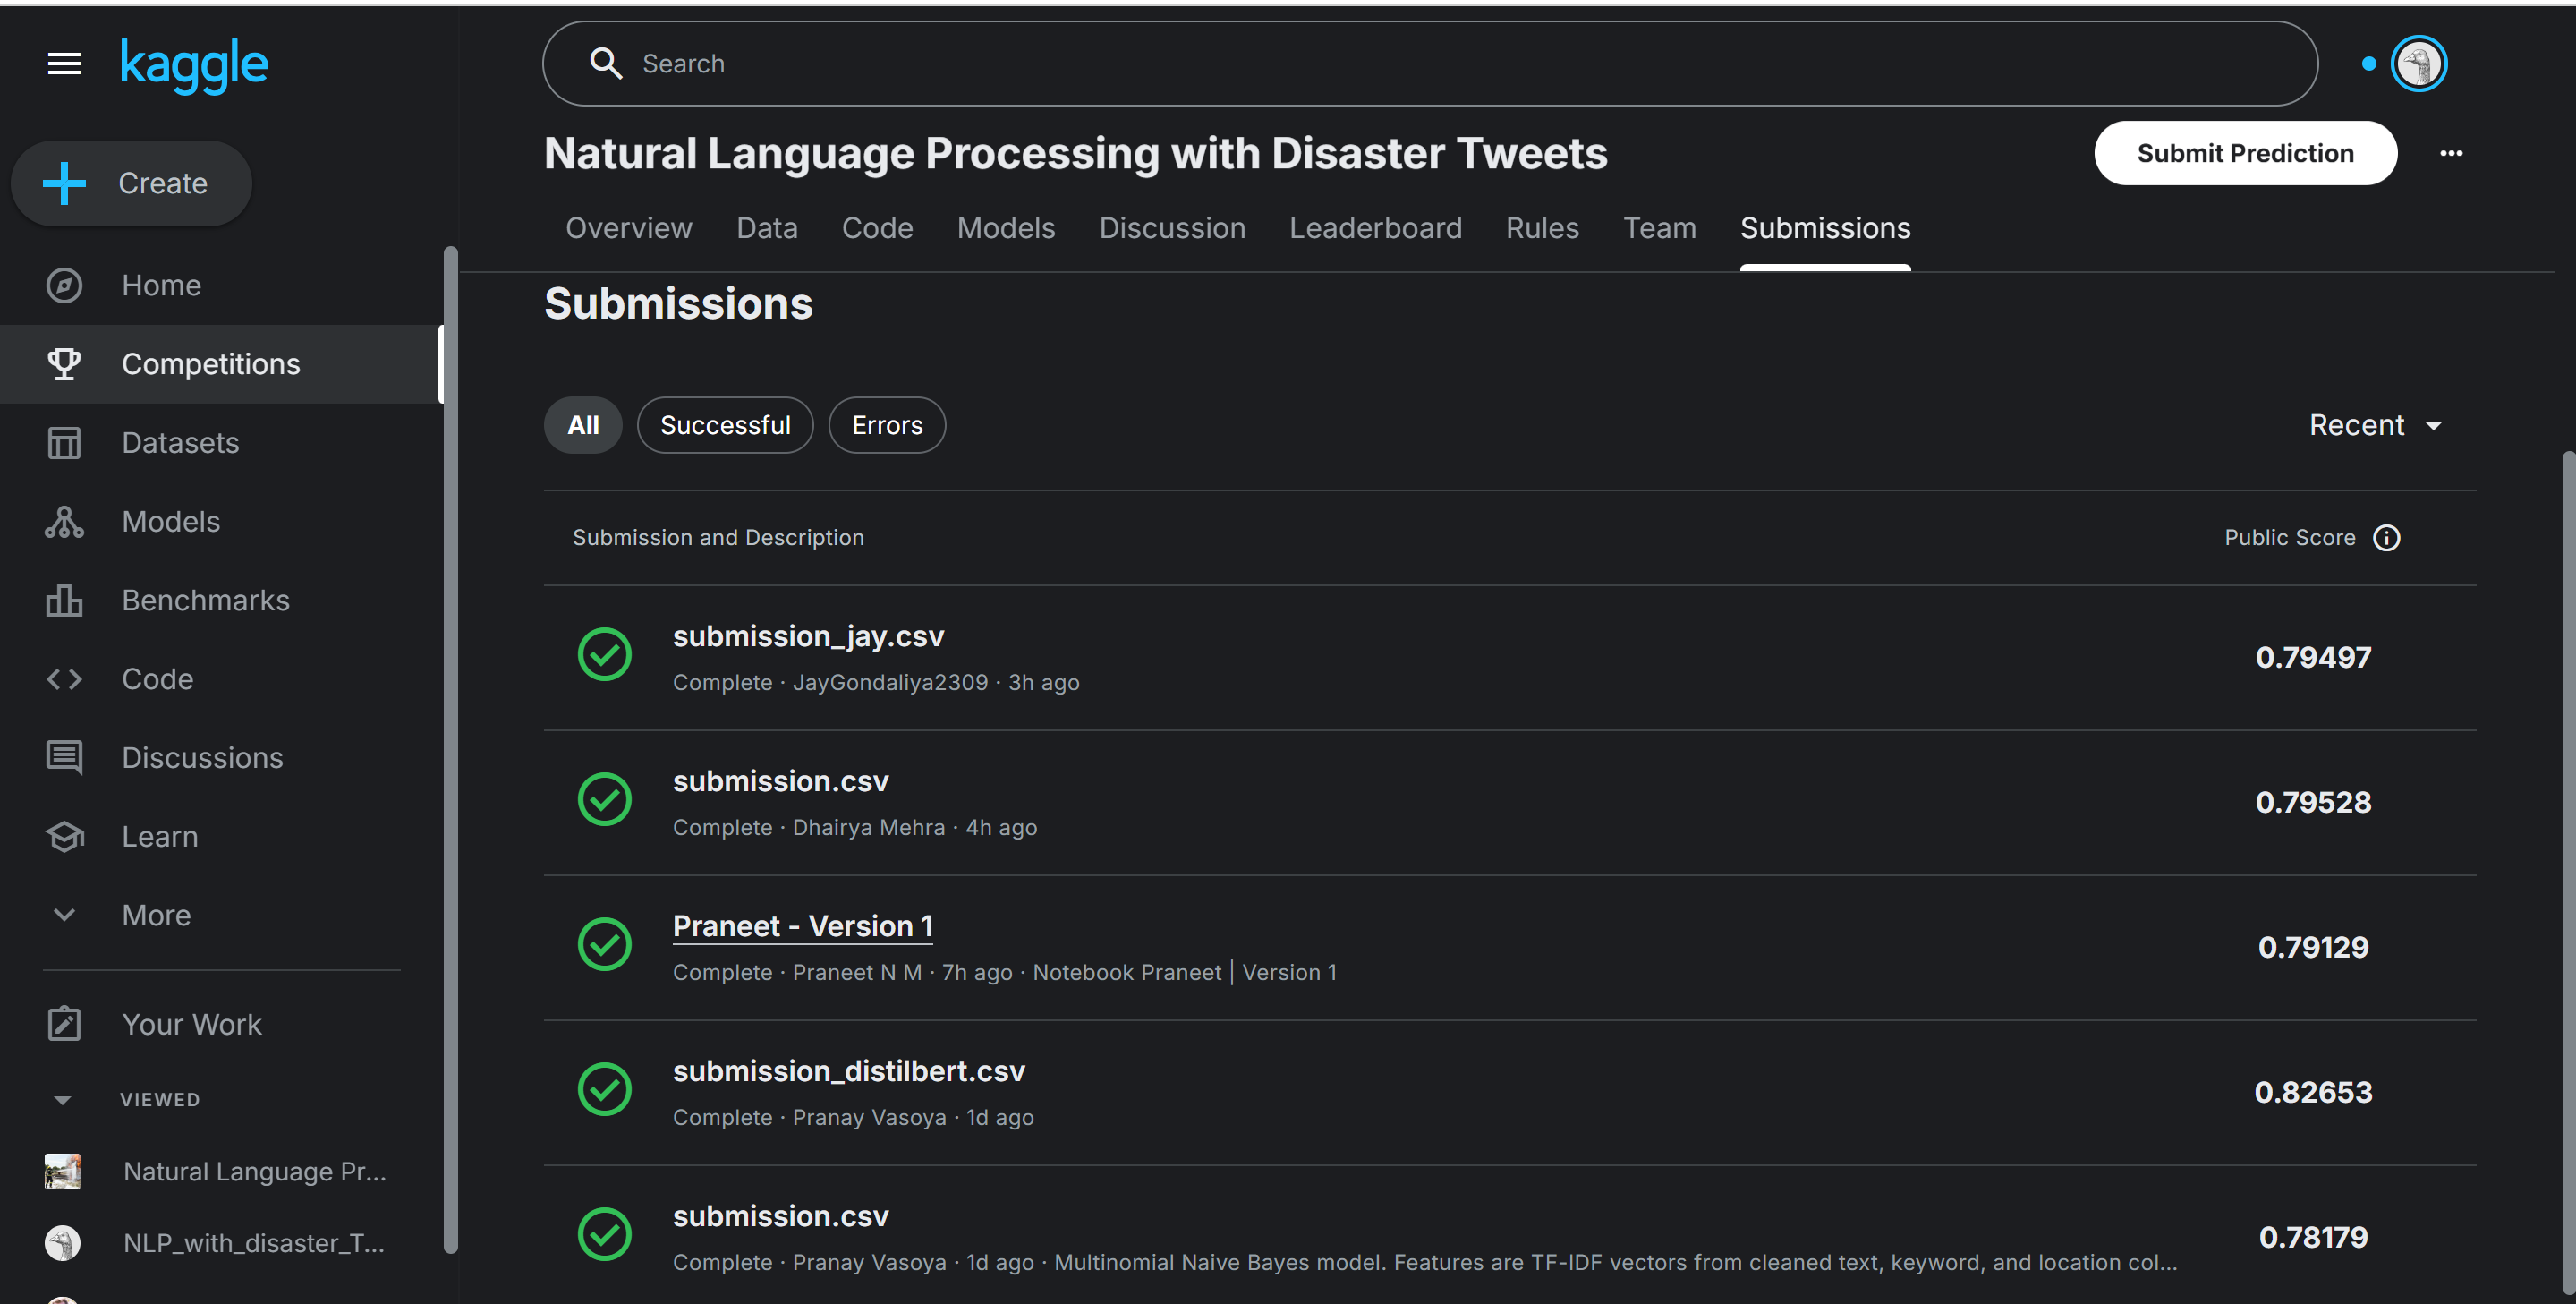 kaggle
Search
Create
Home
Competitions
Datasets
Models
Benchmarks
Code
Discussions
Learn
More
Your Work
VIEWED
Natural Language Pr...
NLP_with_disaster_T...
Natural Language Processing with Disaster Tweets
Submit Prediction
Overview Data Code Models Discussion Leaderboard Rules Team Submissions
Submissions
All Successful Errors
Recent
Submission and Description Public Score
submission_jay.csv
Complete · JayGondaliya2309 · 3h ago
0.79497
submission.csv
Complete · Dhairya Mehra · 4h ago
0.79528
Praneet - Version 1
Complete · Praneet N M · 7h ago · Notebook Praneet | Version 1
0.79129
submission_distilbert.csv
Complete · Pranay Vasoya · 1d ago
0.82653
submission.csv
Complete · Pranay Vasoya · 1d ago · Multinomial Naive Bayes model. Features are TF-IDF vectors from cleaned text, keyword, and location col...
0.78179